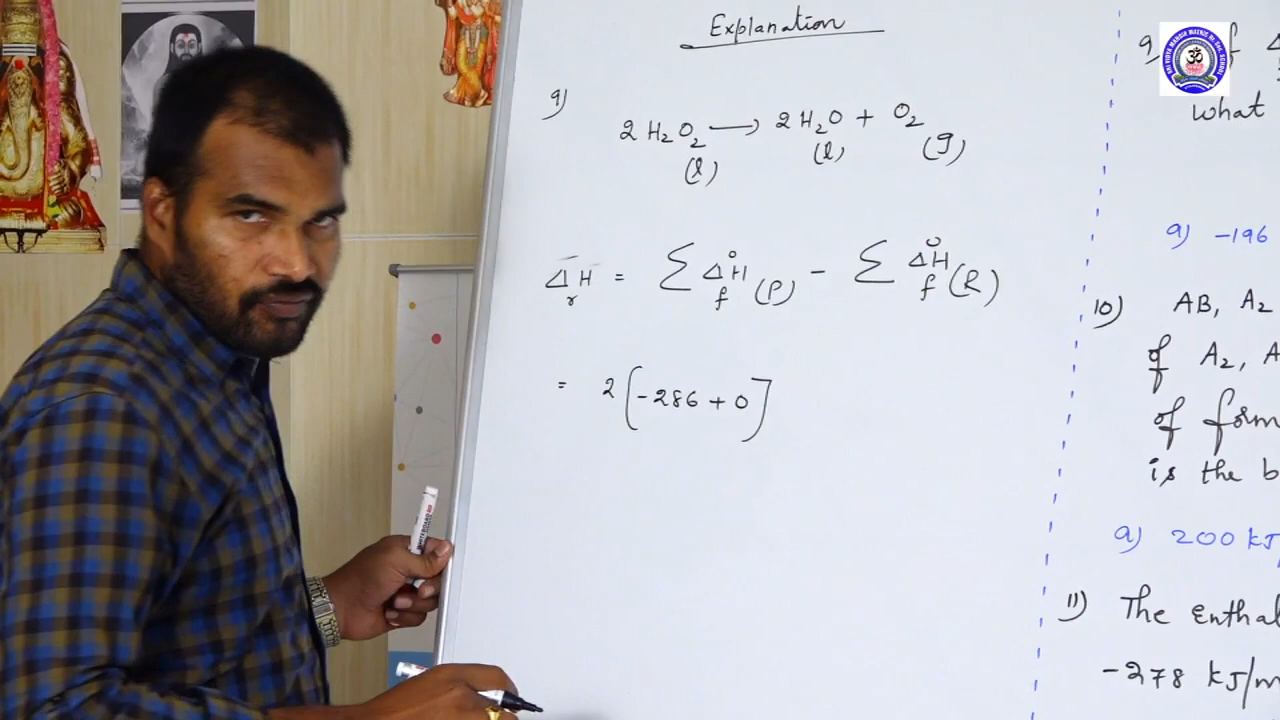 Explanation
9)
2 H₂O₂ ⟶ 2 H₂O + O₂
(l) (l) (g)
ΔrH = ∑ ΔfH°(P) − ∑ ΔfH°(R)
= 2[-286 + 0]
9
what
a) -196
10) AB, A₂
of A₂, A
of form
is the b
a) 200 kJ
11) The Enthal
-278 kJ/m